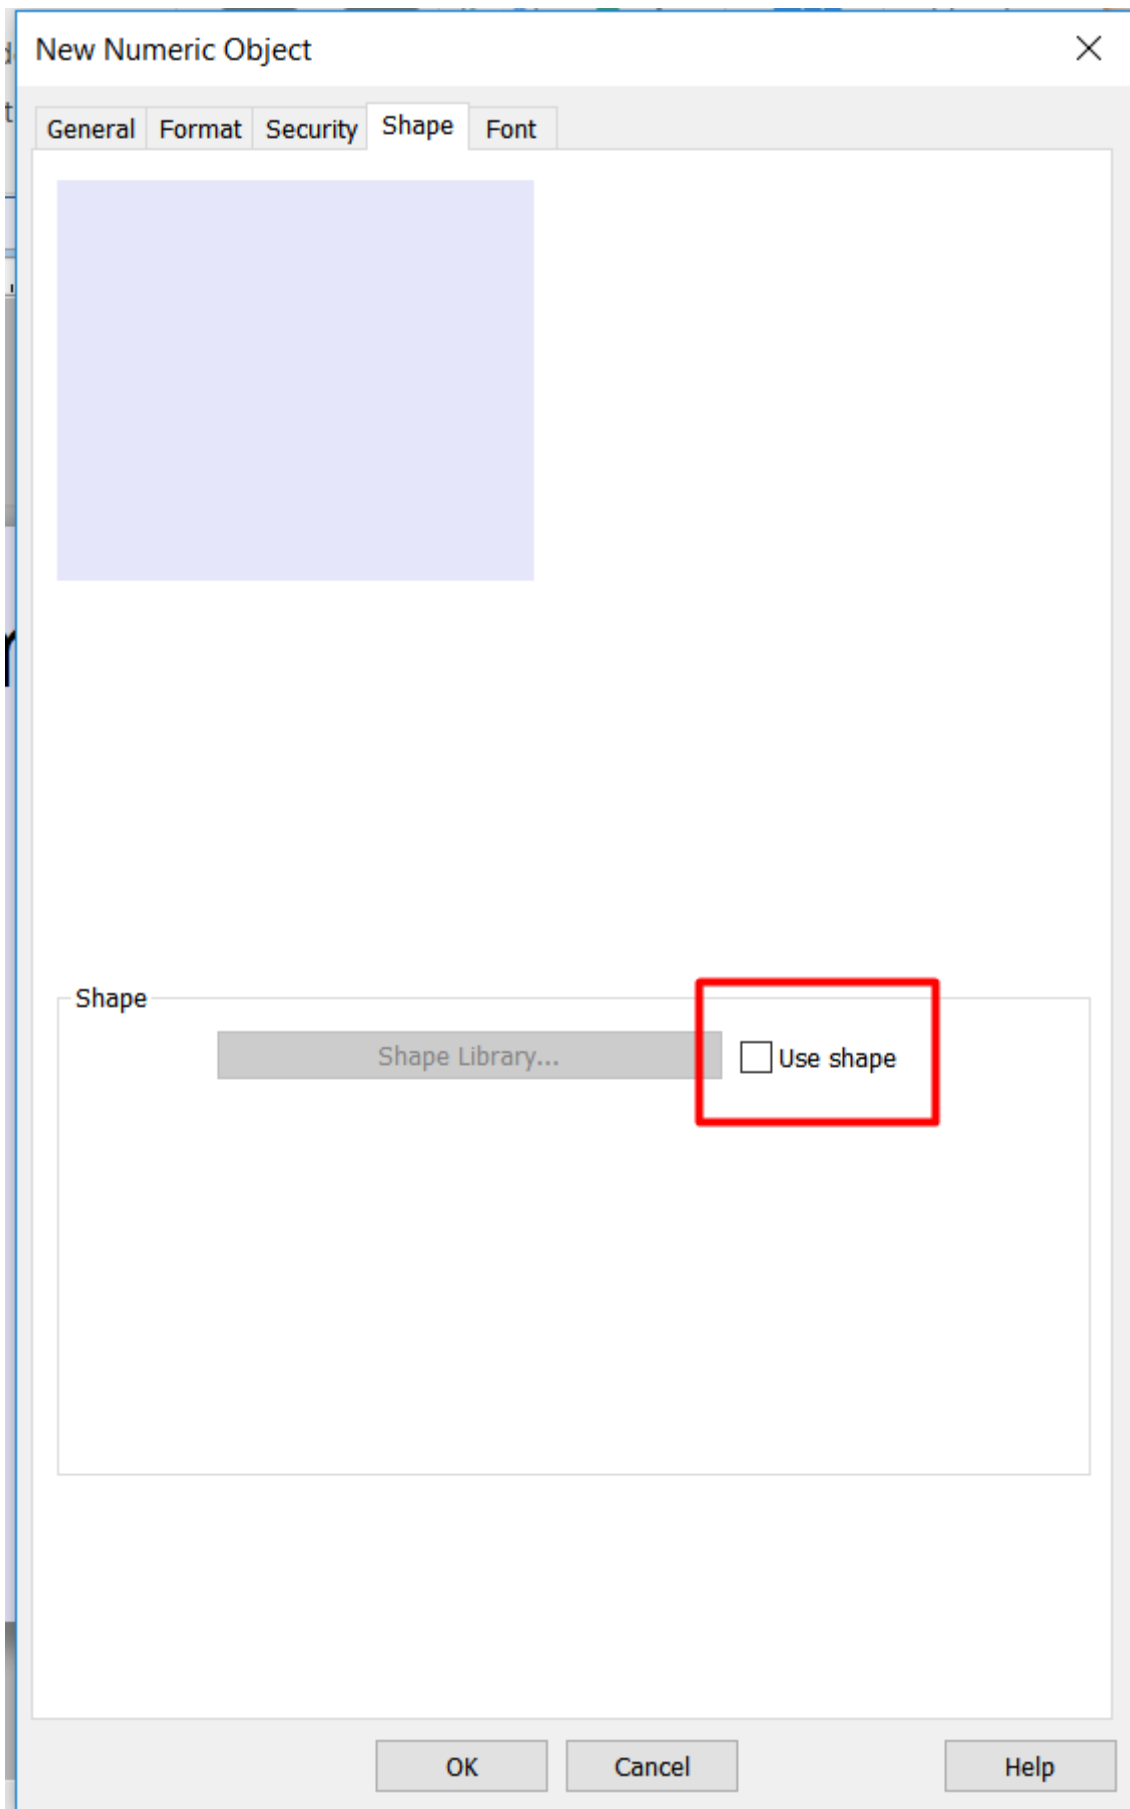 New Numeric Object
General Format Security Shape Font
Shape
Shape Library...
Use shape
OK Cancel Help